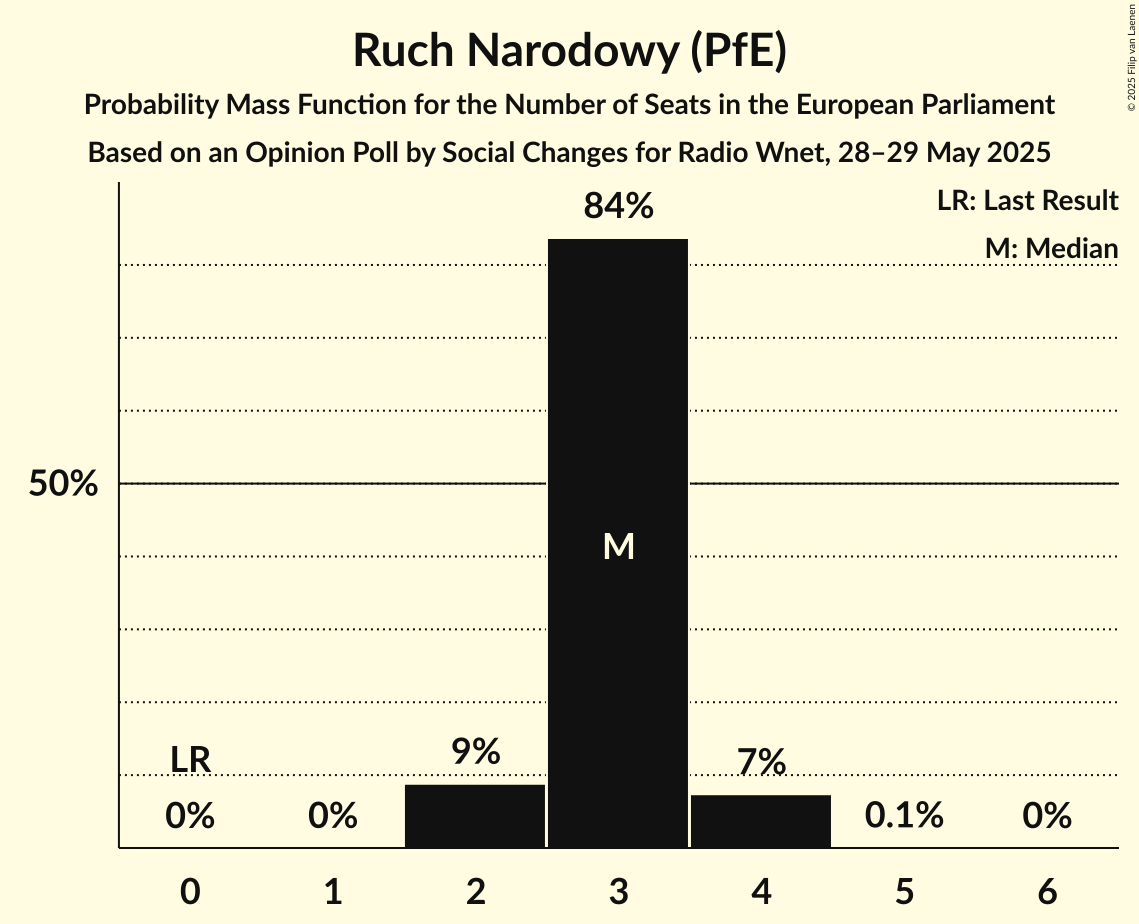 Ruch Narodowy (PfE)
Probability Mass Function for the Number of Seats in the European Parliament
Based on an Opinion Poll by Social Changes for Radio Wnet, 28–29 May 2025
© 2025 Filip van Laenen
LR: Last Result
M: Median
84%
50%
M
LR
9%
7%
0%
0%
0.1%
0%
0
1
2
3
4
5
6